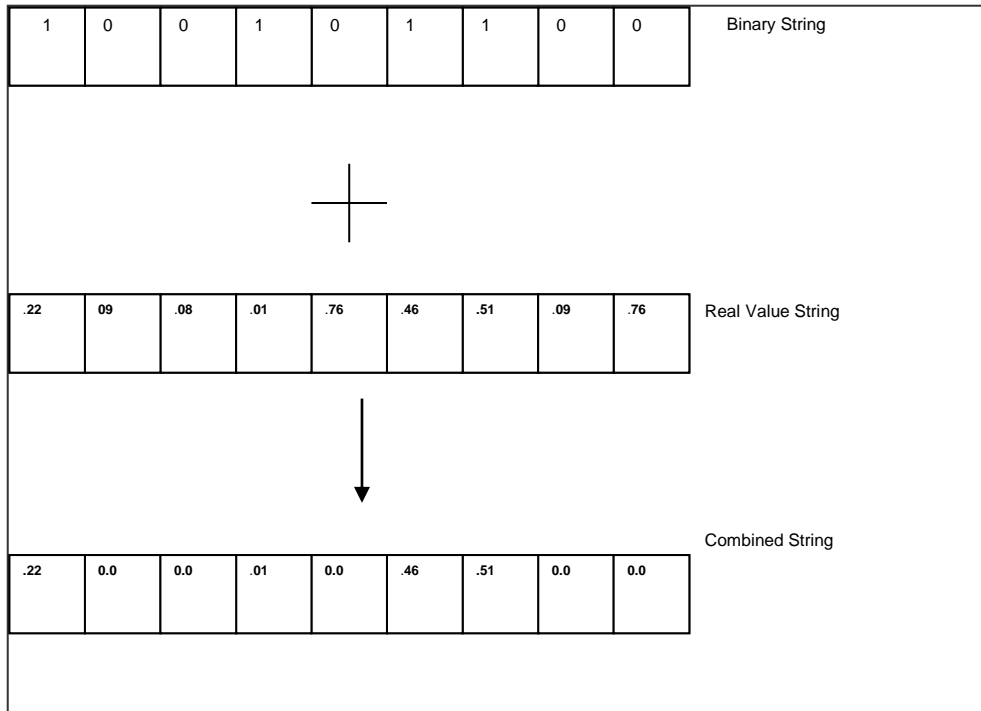 1 0 0 1 0 1 1 0 0 Binary String
.22 09 .08 .01 .76 .46 .51 .09 .76 Real Value String
Combined String
.22 0.0 0.0 .01 0.0 .46 .51 0.0 0.0